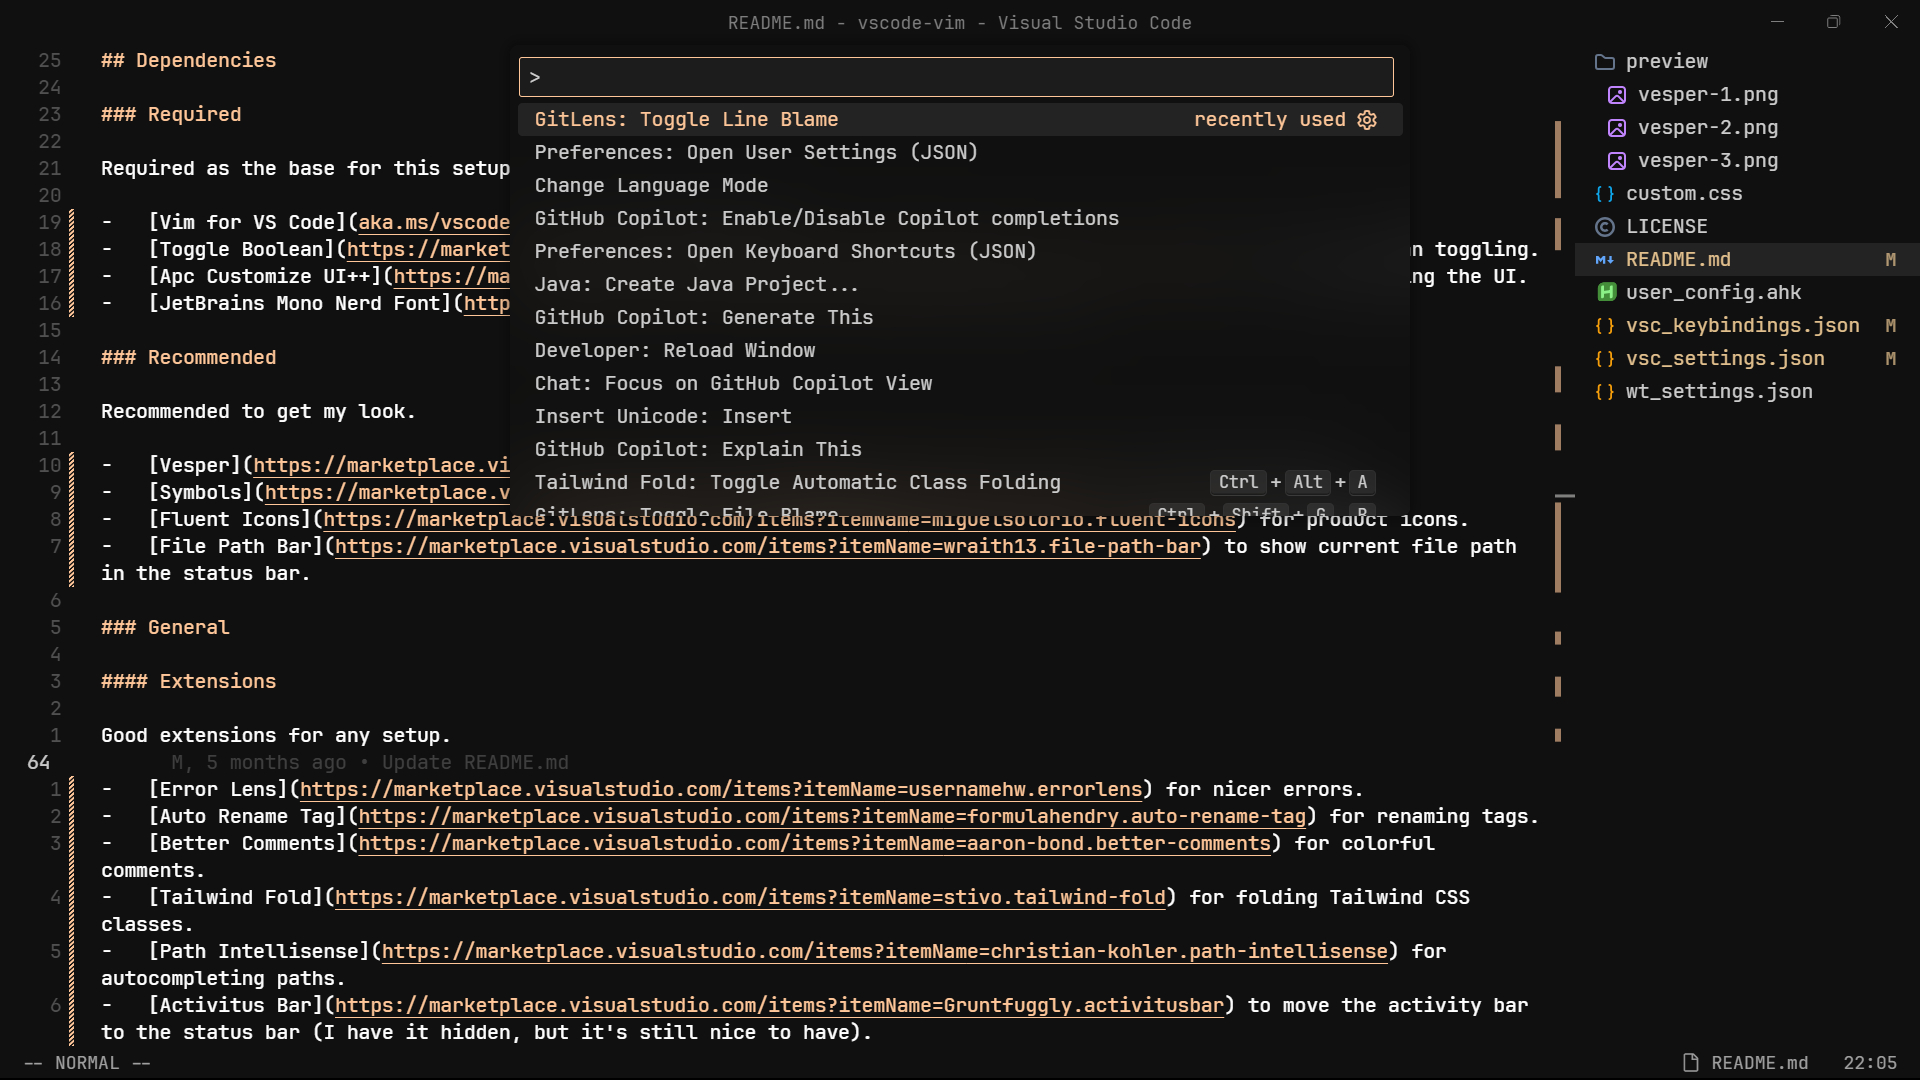 README.md - vscode-vim - Visual Studio Code
25 ## Dependencies
24
23 ### Required
22
21 Required as the base for this setup
20
19 - [Vim for VS Code](aka.ms/vscode
18 - [Toggle Boolean](https://market n toggling.
17 - [Apc Customize UI++](https://ma ng the UI.
16 - [JetBrains Mono Nerd Font](http
15
14 ### Recommended
13
12 Recommended to get my look.
11
10 - [Vesper](https://marketplace.vi
9 - [Symbols](https://marketplace.v
8 - [Fluent Icons](https://marketplace.visualstudio.com/items?itemName=miguelsolorio.fluent-icons) for product icons.
7 - [File Path Bar](https://marketplace.visualstudio.com/items?itemName=wraith13.file-path-bar) to show current file path
in the status bar.
6
5 ### General
4
3 #### Extensions
2
1 Good extensions for any setup.
64 M, 5 months ago • Update README.md
1 - [Error Lens](https://marketplace.visualstudio.com/items?itemName=usernamehw.errorlens) for nicer errors.
2 - [Auto Rename Tag](https://marketplace.visualstudio.com/items?itemName=formulahendry.auto-rename-tag) for renaming tags.
3 - [Better Comments](https://marketplace.visualstudio.com/items?itemName=aaron-bond.better-comments) for colorful
comments.
4 - [Tailwind Fold](https://marketplace.visualstudio.com/items?itemName=stivo.tailwind-fold) for folding Tailwind CSS
classes.
5 - [Path Intellisense](https://marketplace.visualstudio.com/items?itemName=christian-kohler.path-intellisense) for
autocompleting paths.
6 - [Activitus Bar](https://marketplace.visualstudio.com/items?itemName=Gruntfuggly.activitusbar) to move the activity bar
to the status bar (I have it hidden, but it's still nice to have).
>
GitLens: Toggle Line Blame recently used
Preferences: Open User Settings (JSON)
Change Language Mode
GitHub Copilot: Enable/Disable Copilot completions
Preferences: Open Keyboard Shortcuts (JSON)
Java: Create Java Project...
GitHub Copilot: Generate This
Developer: Reload Window
Chat: Focus on GitHub Copilot View
Insert Unicode: Insert
GitHub Copilot: Explain This
Tailwind Fold: Toggle Automatic Class Folding Ctrl + Alt + A
GitLens: Toggle File Blame Ctrl + Shift + G B
preview
vesper-1.png
vesper-2.png
vesper-3.png
{} custom.css
© LICENSE
M↓ README.md M
H user_config.ahk
{} vsc_keybindings.json M
{} vsc_settings.json M
{} wt_settings.json
-- NORMAL --
README.md 22:05